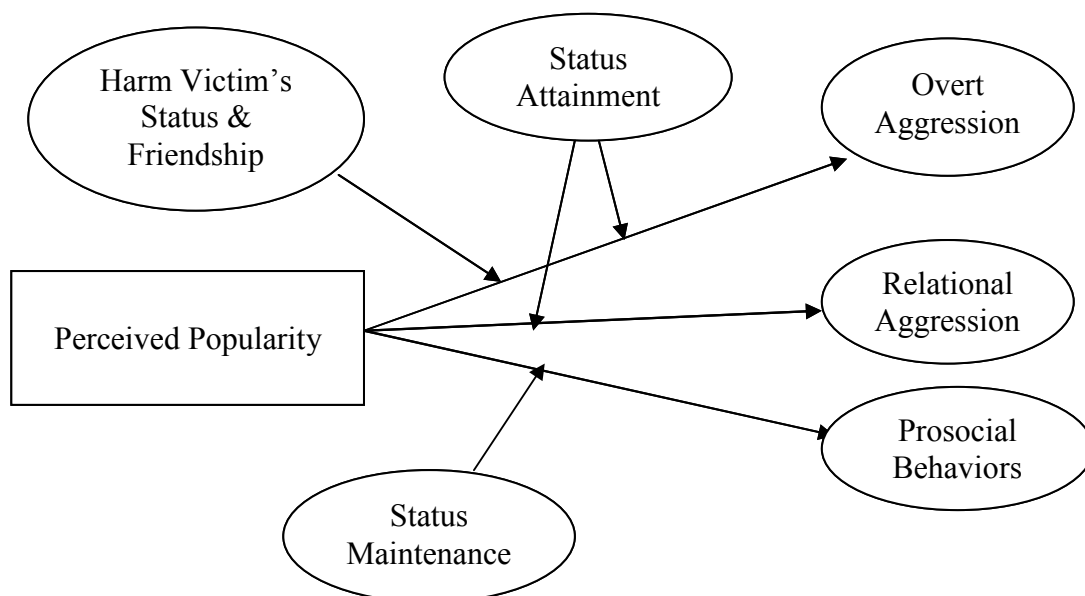 Harm Victim’s
Status &
Friendship
Status
Attainment
Overt
Aggression
Perceived Popularity
Relational
Aggression
Prosocial
Behaviors
Status
Maintenance